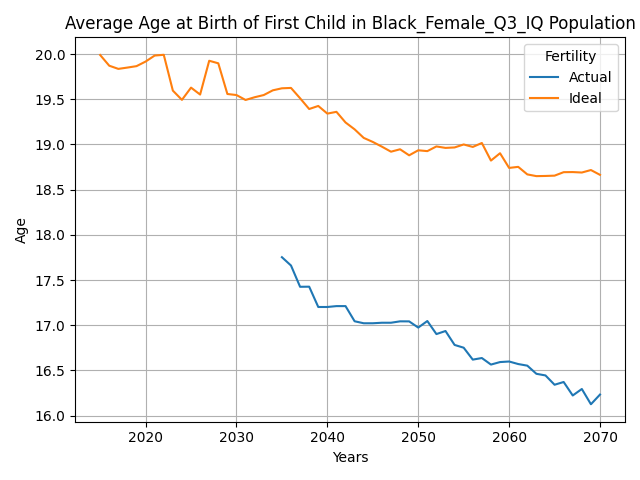 Average Age at Birth of First Child in Black_Female_Q3_IQ Population
Fertility
Actual
Ideal
Age
20.0
19.5
19.0
18.5
18.0
17.5
17.0
16.5
16.0
2020 2030 2040 2050 2060 2070
Years